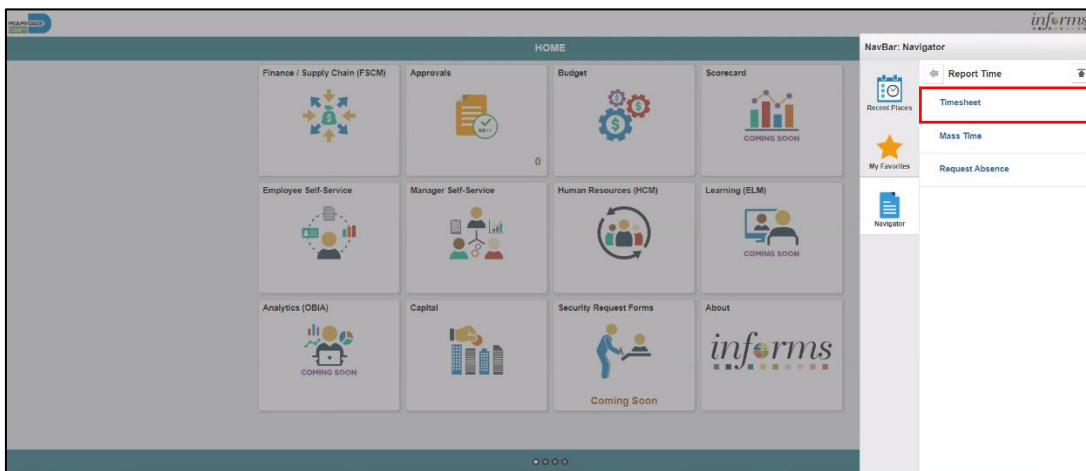 MIAMI-DADE
COUNTY
informs
HOME
NavBar: Navigator
Finance / Supply Chain (FSCM)
Approvals
0
Budget
Scorecard
COMING SOON
Employee Self-Service
Manager Self-Service
Human Resources (HCM)
Learning (ELM)
COMING SOON
Analytics (OBIA)
COMING SOON
Capital
Security Request Forms
Coming Soon
About
informs
Recent Places
My Favorites
Navigator
Report Time
Timesheet
Mass Time
Request Absence